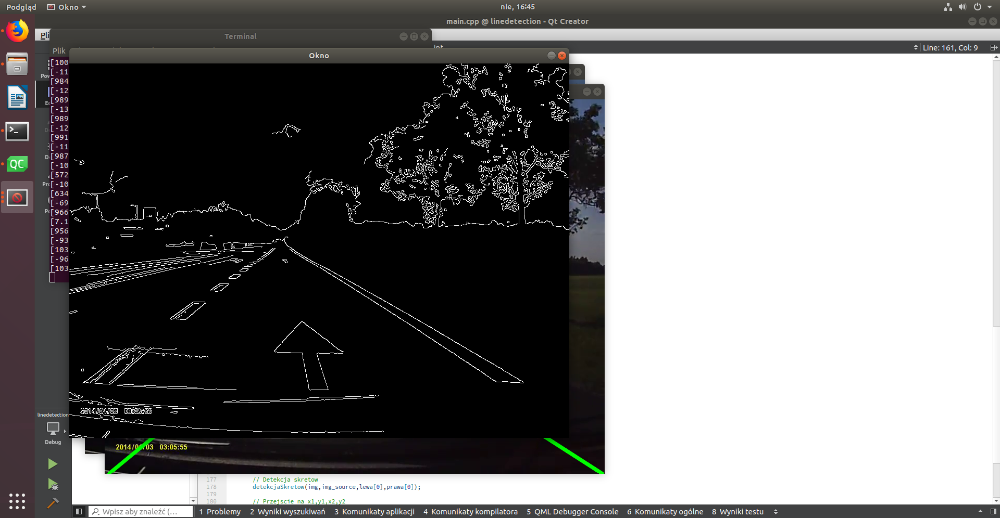 Podgląd Okno nie, 16:45
main.cpp @ linedetection - Qt Creator
Pli Terminal
Plik
Line: 161, Col: 9
Okno
[100
[-11
[984
[-12
[989
[-13
[989
[-12
[991
[-11
[987
[-10
[572
[-10
[634
[-69
[966
[7.1
[956
[-93
[103
[-96
[103
2014/01/03 03:05:55
linedetection
Debug
2014/01/03 03:05:55
177 // Detekcja skretow
178 detekcjaSkretow(img,img_source,lewa[0],prawa[0]);
179
180 // Przejscie na x1,y1,x2,y2
Wpisz aby znaleźć (... 1 Problemy 2 Wyniki wyszukiwań 3 Komunikaty aplikacji 4 Komunikaty kompilatora 5 QML Debugger Console 6 Komunikaty ogólne 8 Wyniki testu